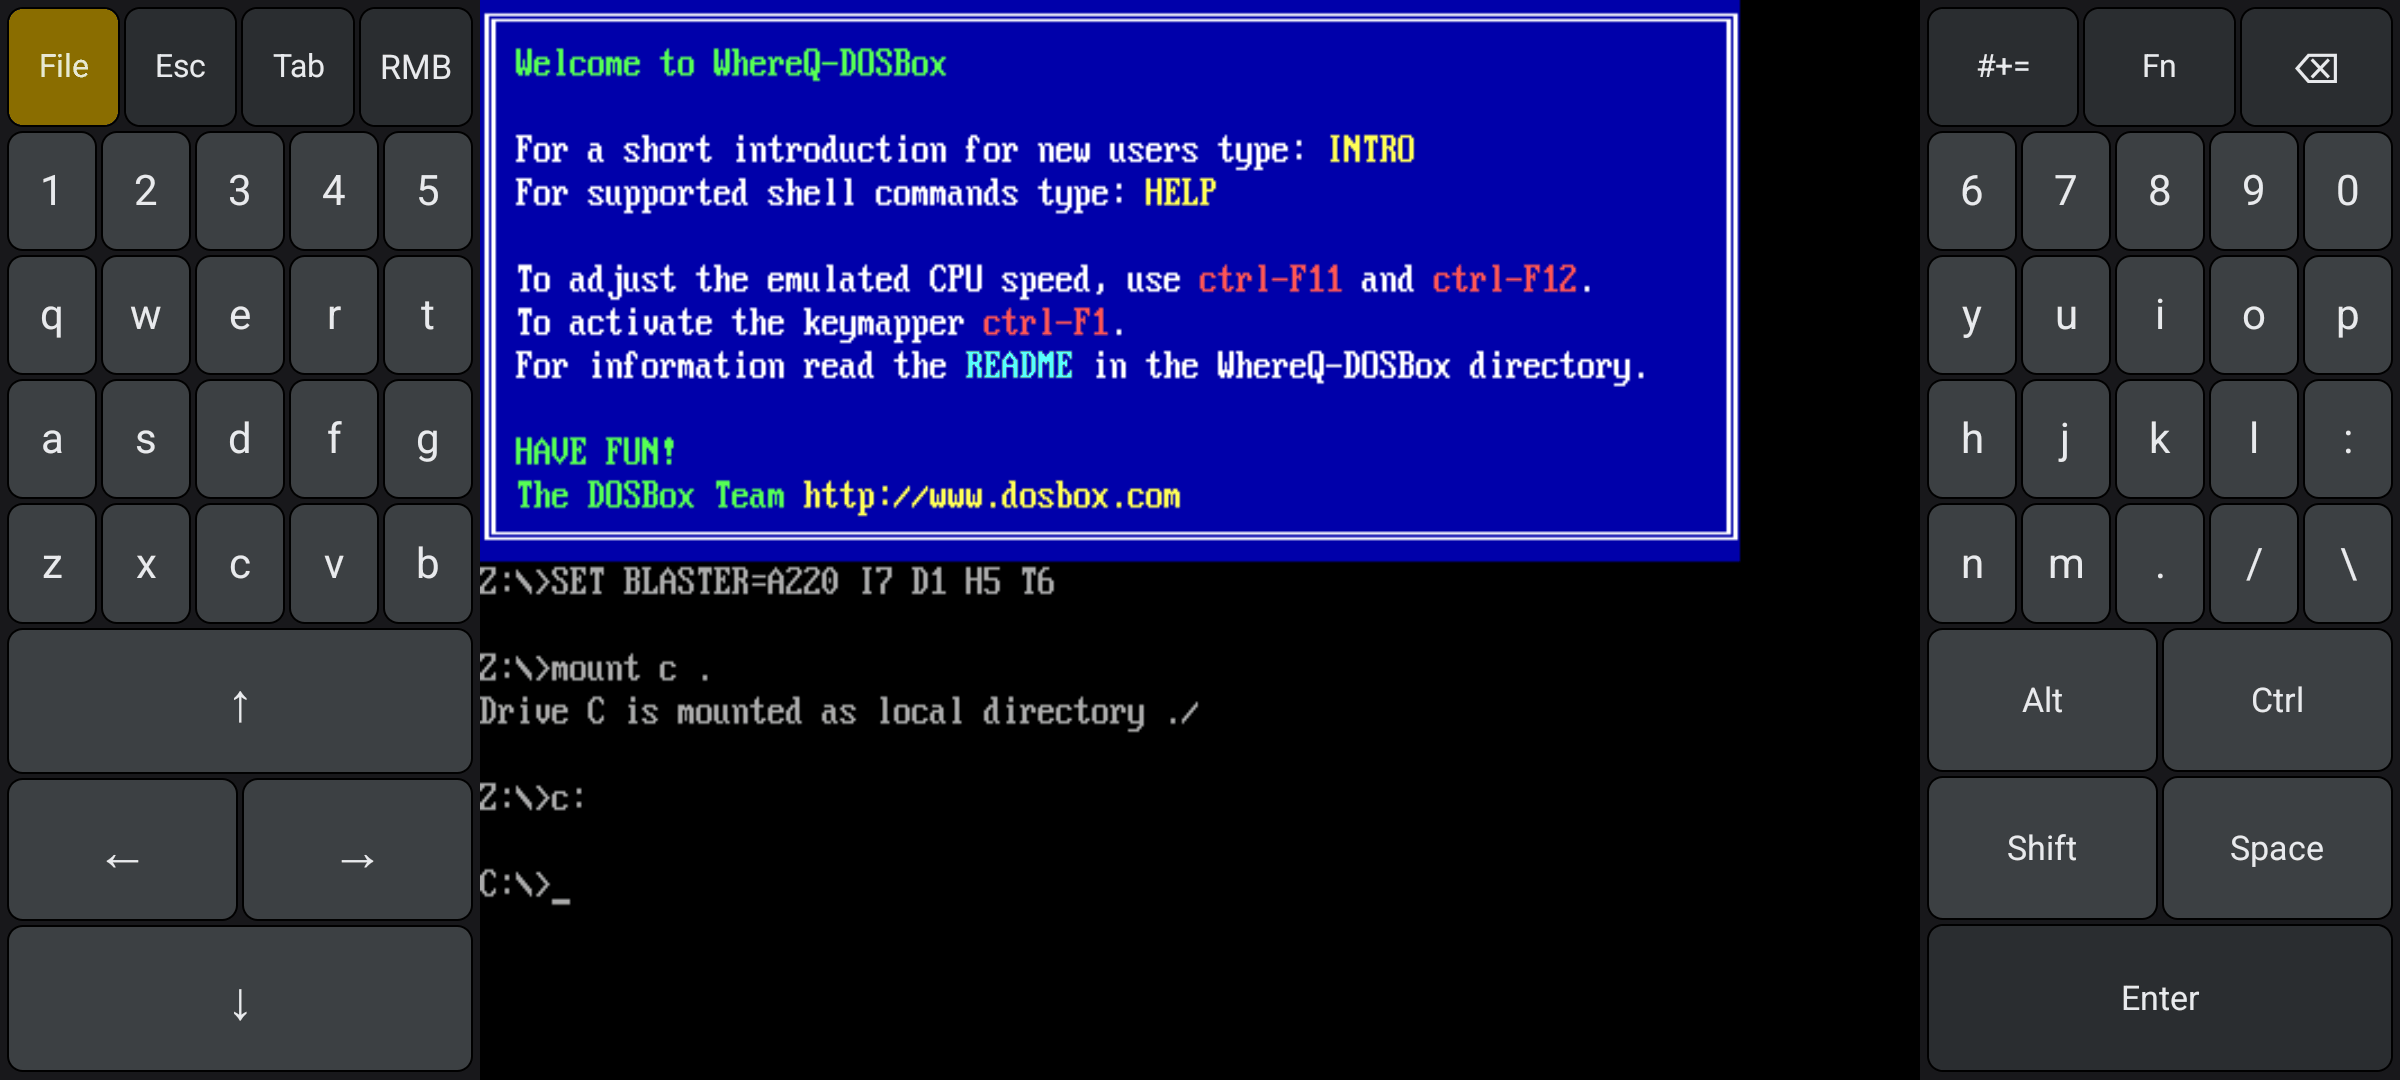 File Esc Tab RMB
1 2 3 4 5
q w e r t
a s d f g
z x c v b
↑
← →
↓
Welcome to WhereQ-DOSBox
For a short introduction for new users type: INTRO
For supported shell commands type: HELP
To adjust the emulated CPU speed, use ctrl-F11 and ctrl-F12.
To activate the keymapper ctrl-F1.
For information read the README in the WhereQ-DOSBox directory.
HAVE FUN!
The DOSBox Team http://www.dosbox.com
Z:\>SET BLASTER=A220 I7 D1 H5 T6
Z:\>mount c .
Drive C is mounted as local directory ./
Z:\>c:
C:\>_
#+= Fn ⌫
6 7 8 9 0
y u i o p
h j k l :
n m . / \
Alt Ctrl
Shift Space
Enter